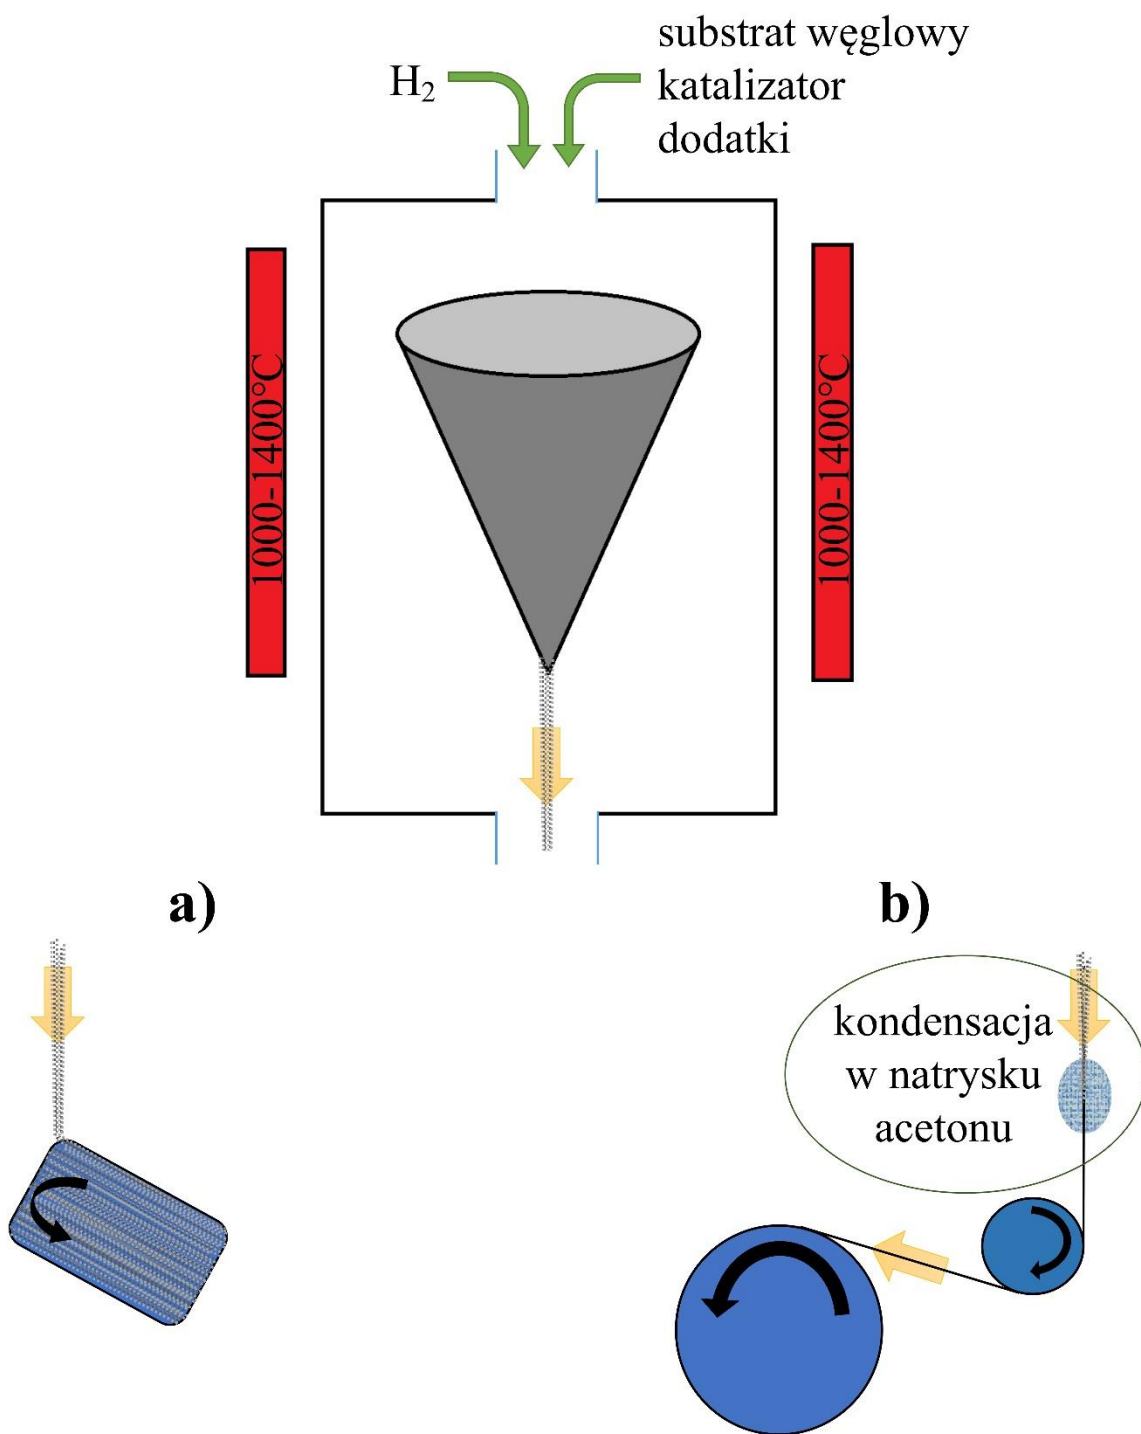 substrat węglowy
H₂
katalizator
dodatki
1000-1400°C
1000-1400°C
a)
b)
kondensacja
w natrysku
acetonu